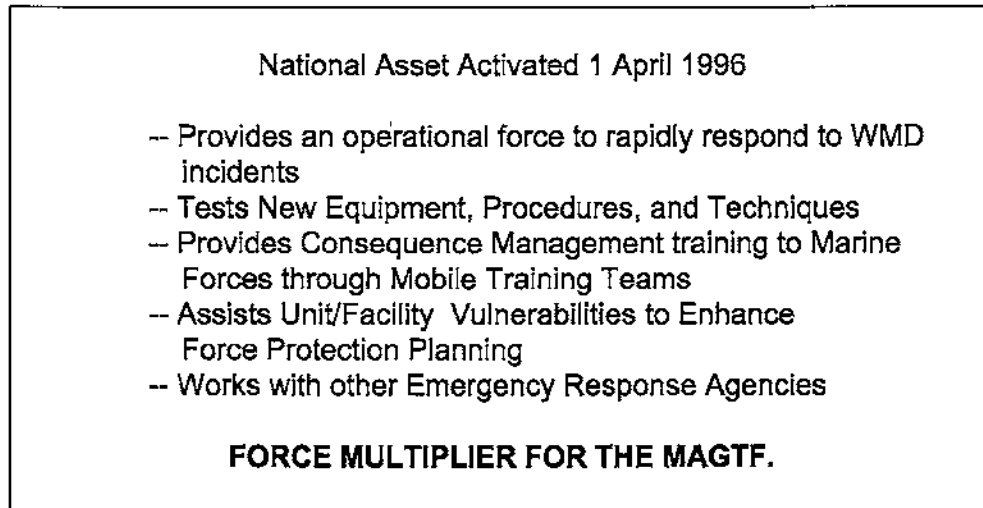 National Asset Activated 1 April 1996
-- Provides an operational force to rapidly respond to WMD
incidents
-- Tests New Equipment, Procedures, and Techniques
-- Provides Consequence Management training to Marine
Forces through Mobile Training Teams
-- Assists Unit/Facility Vulnerabilities to Enhance
Force Protection Planning
-- Works with other Emergency Response Agencies
FORCE MULTIPLIER FOR THE MAGTF.